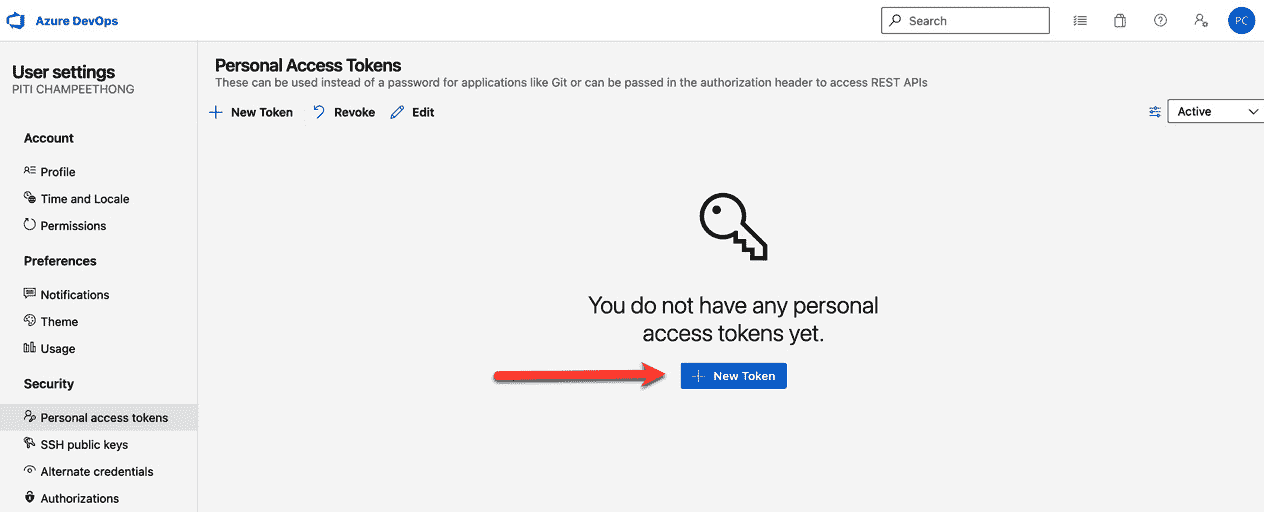 Azure DevOps
Search
PC
User settings
PITI CHAMPEETHONG
Account
Profile
Time and Locale
Permissions
Preferences
Notifications
Theme
Usage
Security
Personal access tokens
SSH public keys
Alternate credentials
Authorizations
Personal Access Tokens
These can be used instead of a password for applications like Git or can be passed in the authorization header to access REST APIs
New Token Revoke Edit
Active
You do not have any personal
access tokens yet.
New Token